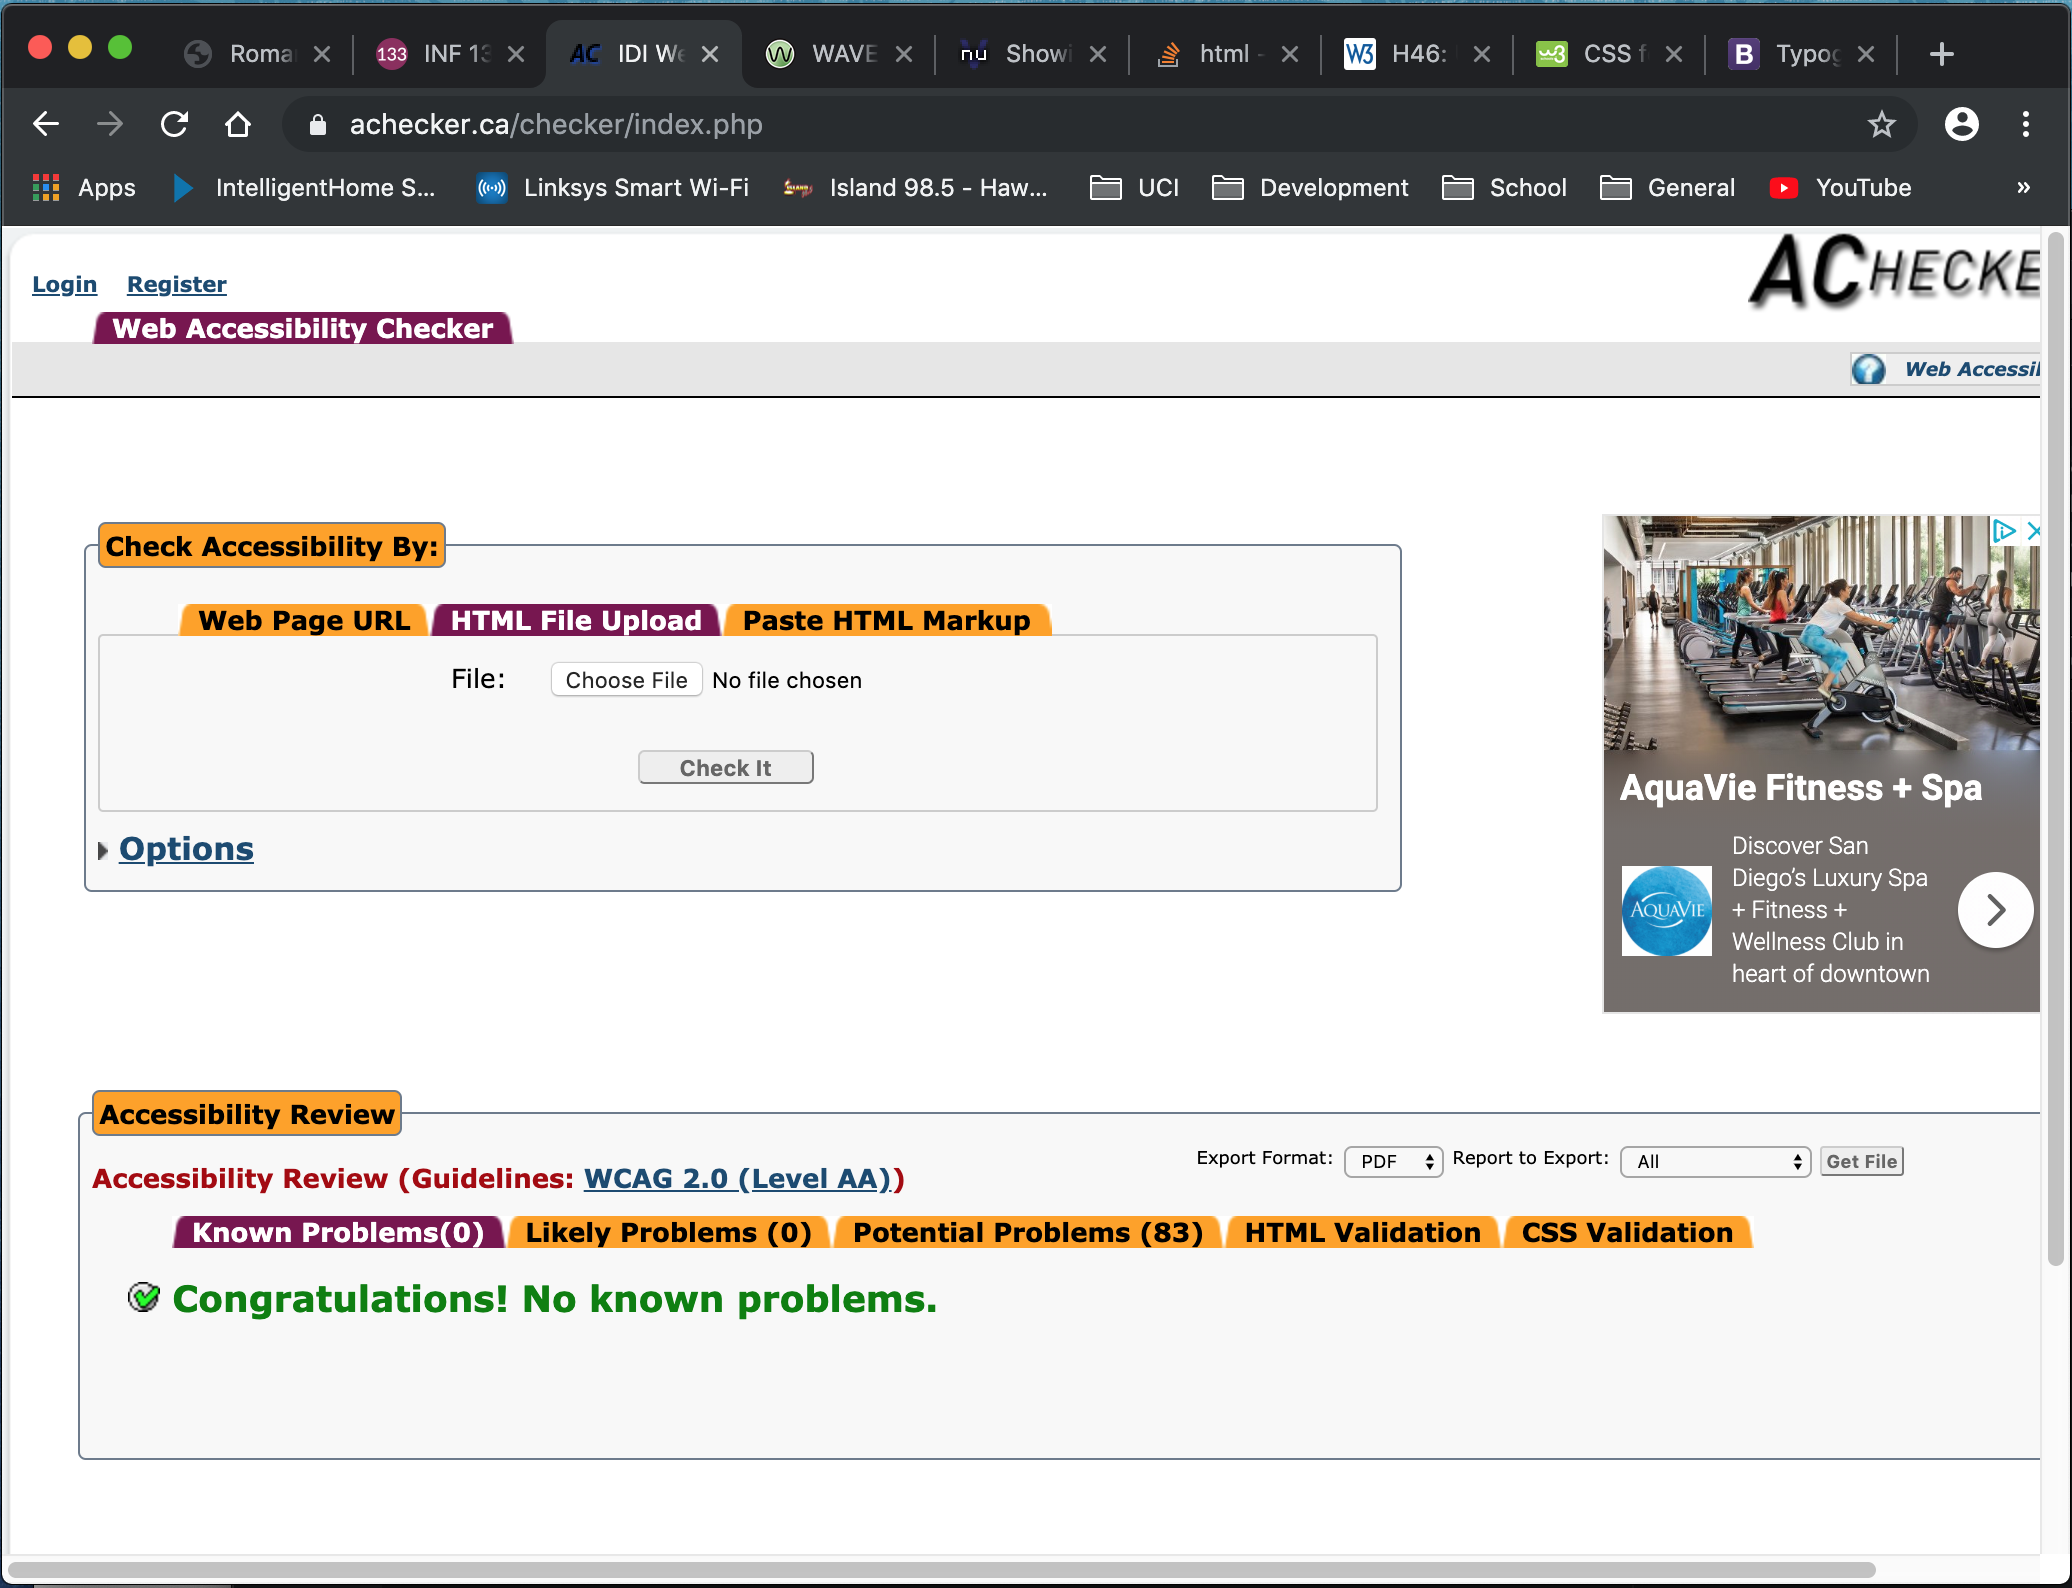 Roma
133 INF 13
AC IDI We
WAVE
nu Showi
html -
W3 H46:
w3 CSS f
B Typog
achecker.ca/checker/index.php
Apps
IntelligentHome S...
Linksys Smart Wi-Fi
Island 98.5 - Haw...
UCI
Development
School
General
YouTube
»
Login Register
ACHECKE
Web Accessibility Checker
Web Accessil
Check Accessibility By:
Web Page URL
HTML File Upload
Paste HTML Markup
File: Choose File No file chosen
Check It
Options
AquaVie Fitness + Spa
AQUAVIE
Discover San
Diego's Luxury Spa
+ Fitness +
Wellness Club in
heart of downtown
Accessibility Review
Export Format: PDF Report to Export: All Get File
Accessibility Review (Guidelines: WCAG 2.0 (Level AA))
Known Problems(0)
Likely Problems (0)
Potential Problems (83)
HTML Validation
CSS Validation
Congratulations! No known problems.